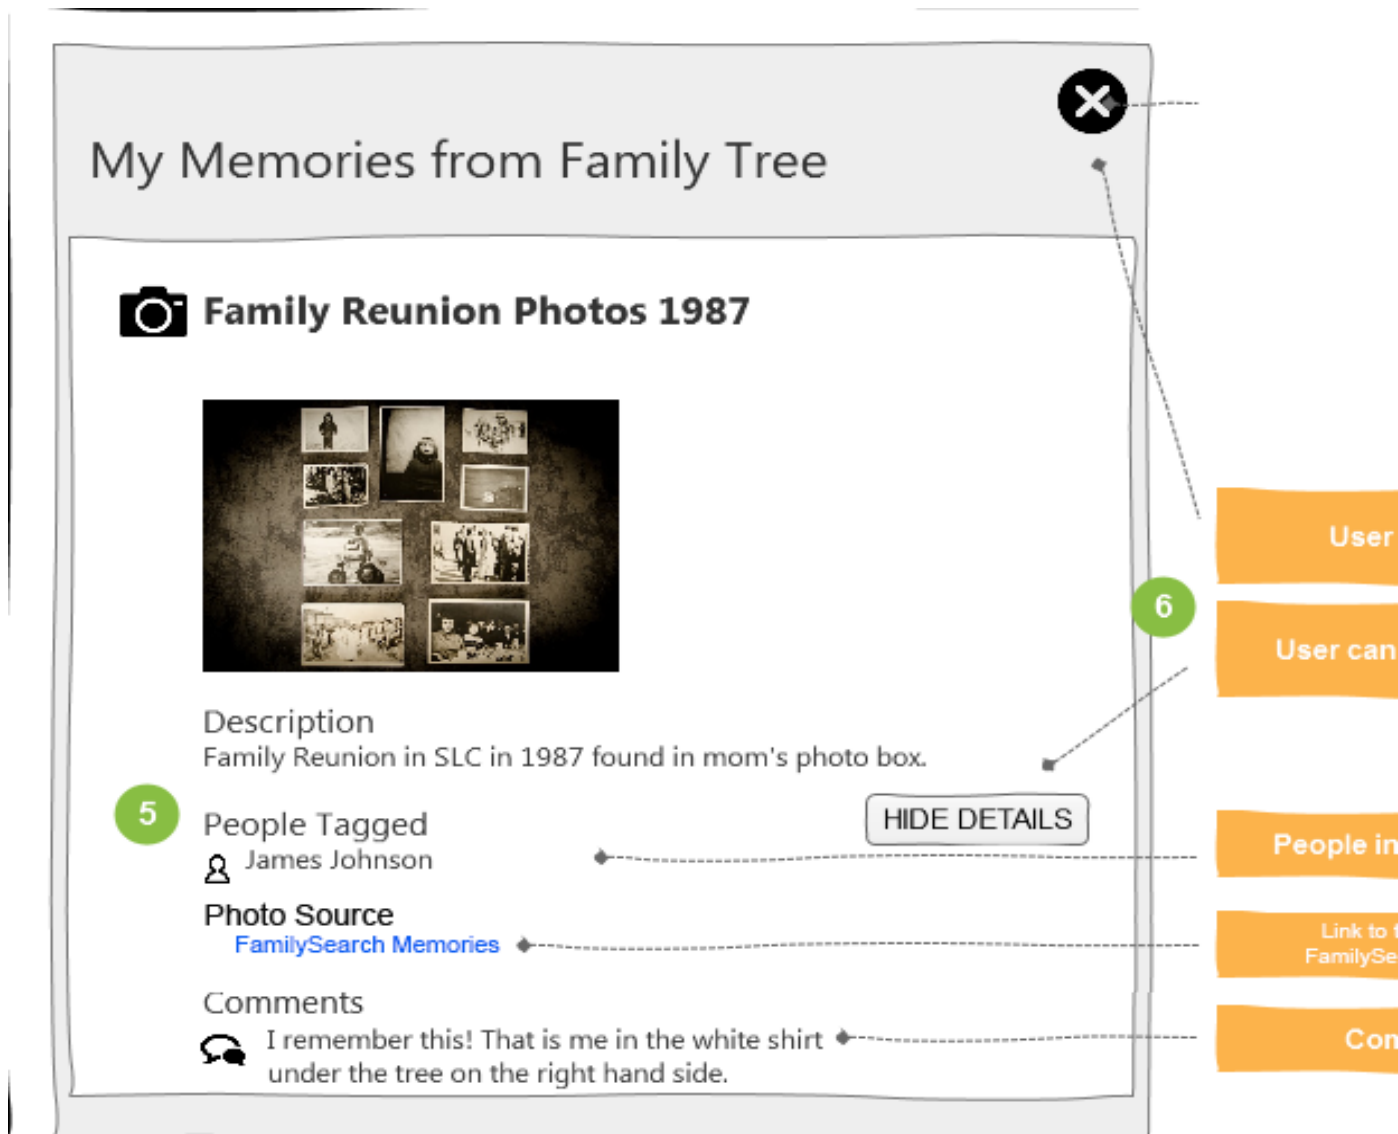 My Memories from Family Tree
Family Reunion Photos 1987
User
6
User can
Description
Family Reunion in SLC in 1987 found in mom's photo box.
5
People Tagged
HIDE DETAILS
James Johnson
People in
Photo Source
FamilySearch Memories
Link to
FamilySe
Comments
I remember this! That is me in the white shirt
under the tree on the right hand side.
Com